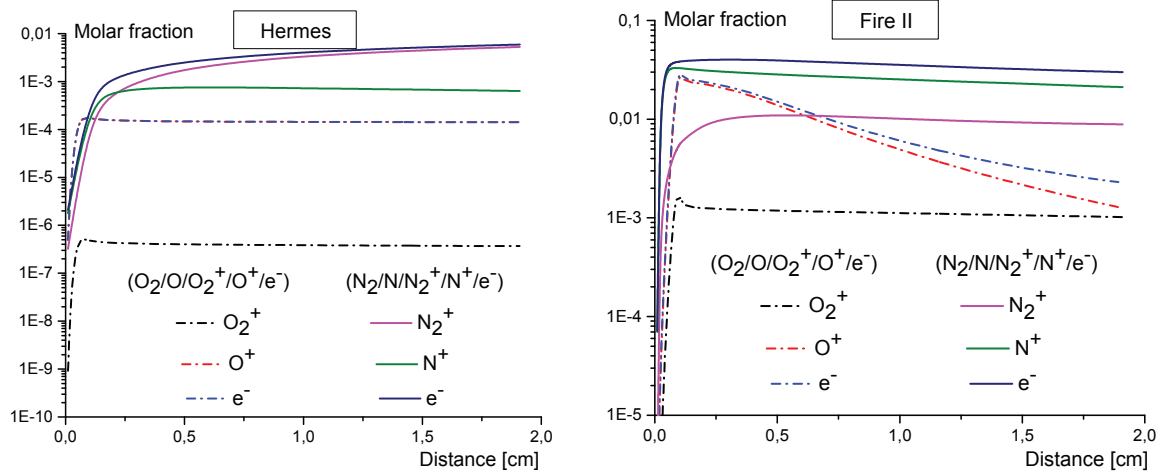 Molar fraction
Hermes
0,01
1E-3
1E-4
1E-5
1E-6
1E-7
1E-8
1E-9
1E-10
(O₂/O/O₂⁺/O⁺/e⁻)
(N₂/N/N₂⁺/N⁺/e⁻)
O₂⁺
N₂⁺
O⁺
N⁺
e⁻
e⁻
0,0
0,5
1,0
1,5
2,0
Distance [cm]
Molar fraction
Fire II
0,1
0,01
1E-3
1E-4
1E-5
(O₂/O/O₂⁺/O⁺/e⁻)
(N₂/N/N₂⁺/N⁺/e⁻)
O₂⁺
N₂⁺
O⁺
N⁺
e⁻
e⁻
0,0
0,5
1,0
1,5
2,0
Distance [cm]